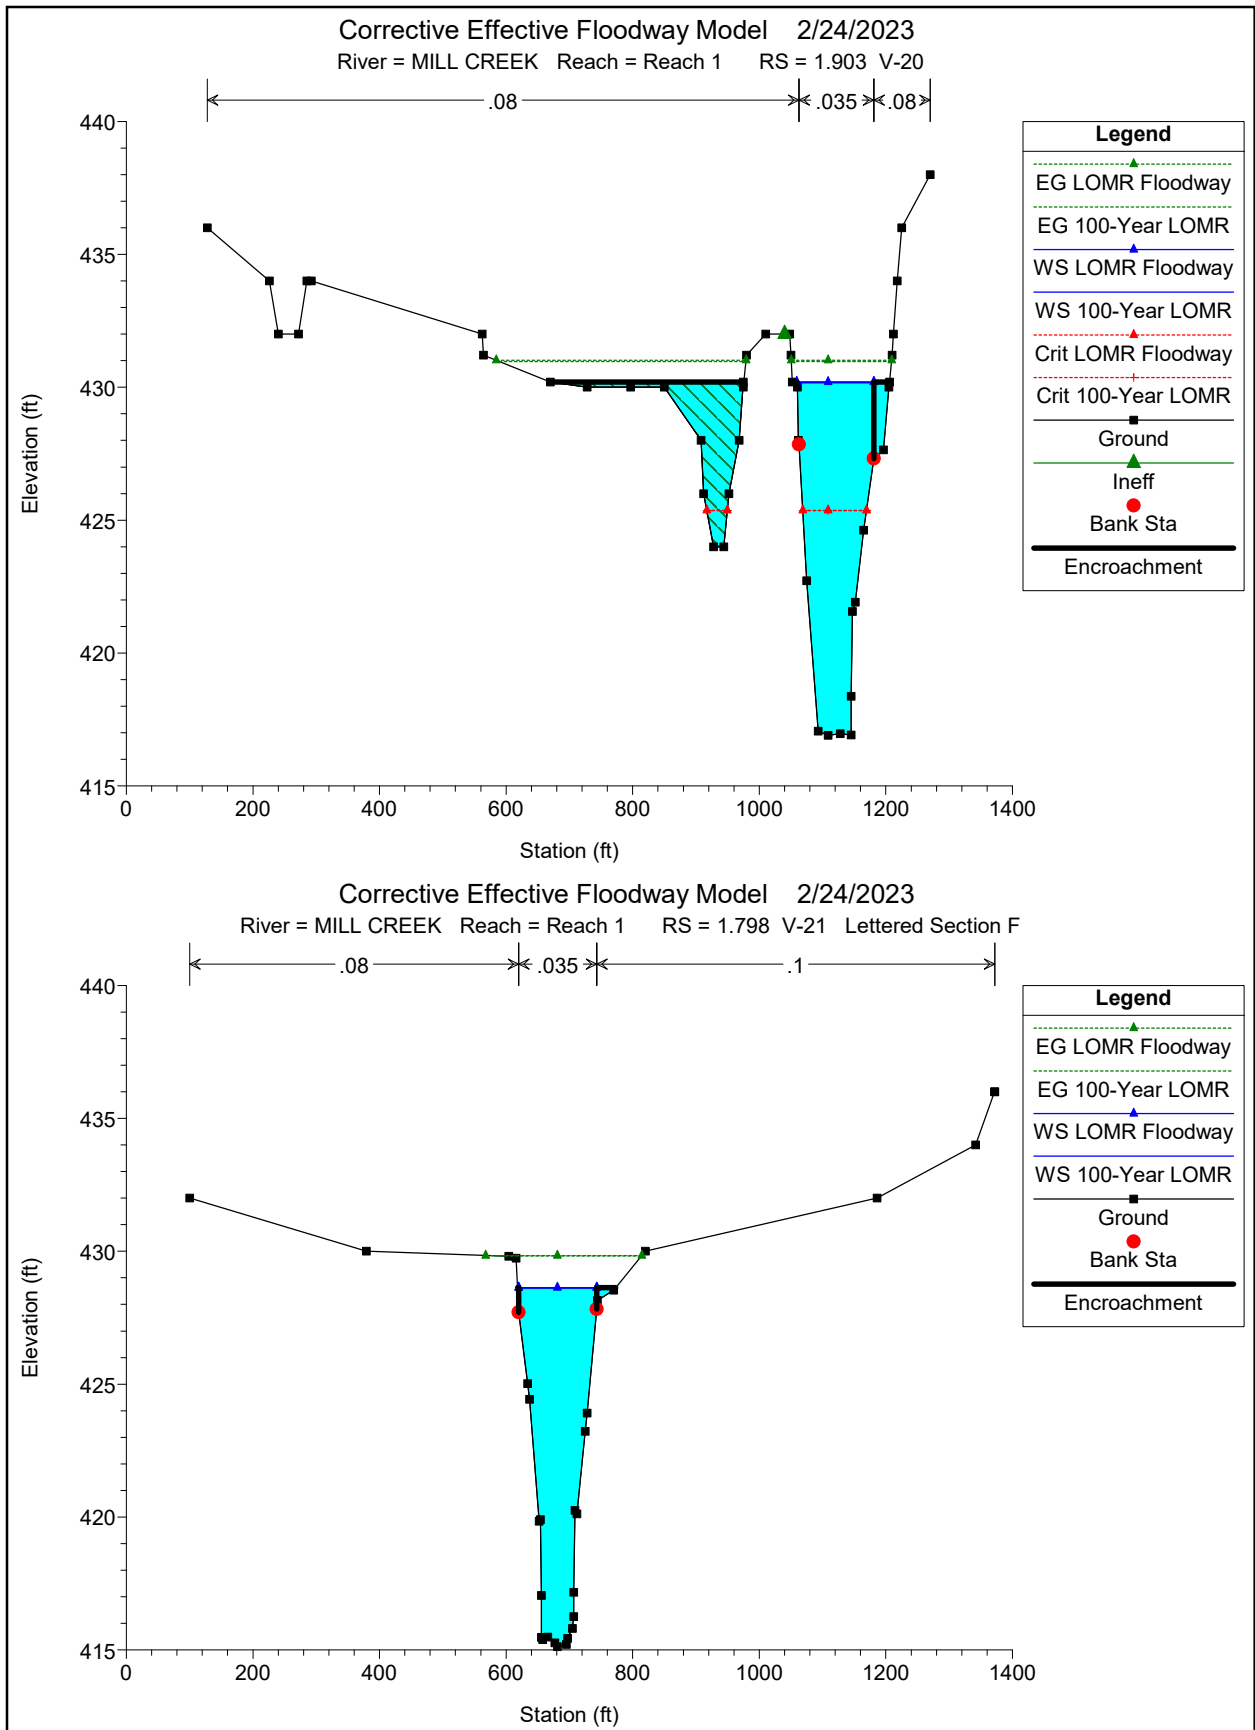 Corrective Effective Floodway Model 2/24/2023
River = MILL CREEK Reach = Reach 1 RS = 1.903 V-20
.08 .035 .08
440
435
430
425
420
415
Elevation (ft)
0 200 400 600 800 1000 1200 1400
Station (ft)
Legend
EG LOMR Floodway
EG 100-Year LOMR
WS LOMR Floodway
WS 100-Year LOMR
Crit LOMR Floodway
Crit 100-Year LOMR
Ground
Ineff
Bank Sta
Encroachment
Corrective Effective Floodway Model 2/24/2023
River = MILL CREEK Reach = Reach 1 RS = 1.798 V-21 Lettered Section F
.08 .035 .1
440
435
430
425
420
415
Elevation (ft)
0 200 400 600 800 1000 1200 1400
Station (ft)
Legend
EG LOMR Floodway
EG 100-Year LOMR
WS LOMR Floodway
WS 100-Year LOMR
Ground
Bank Sta
Encroachment